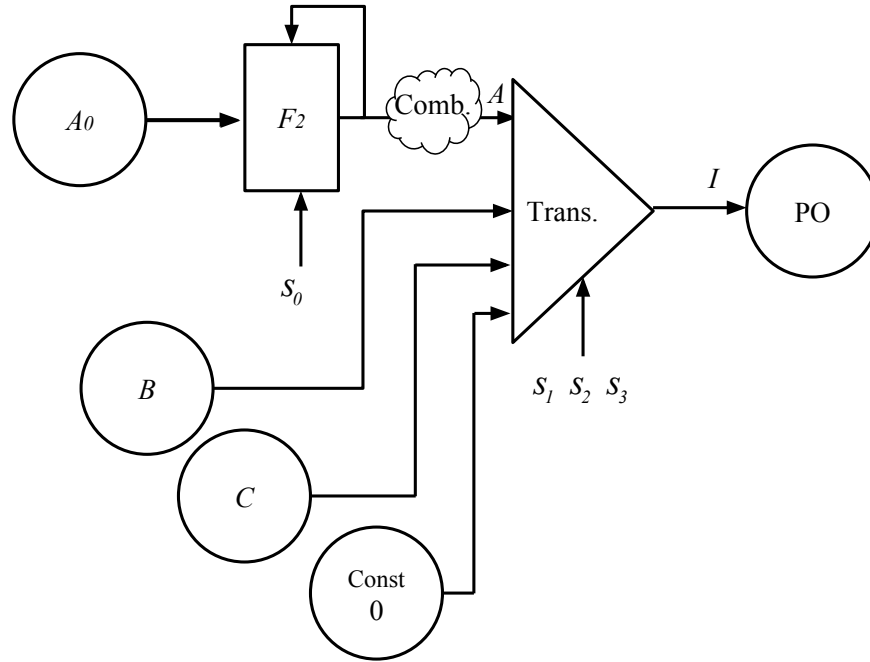 A0
F2
Comb.
A
Trans.
I
PO
S0
S1 S2 S3
B
C
Const
0